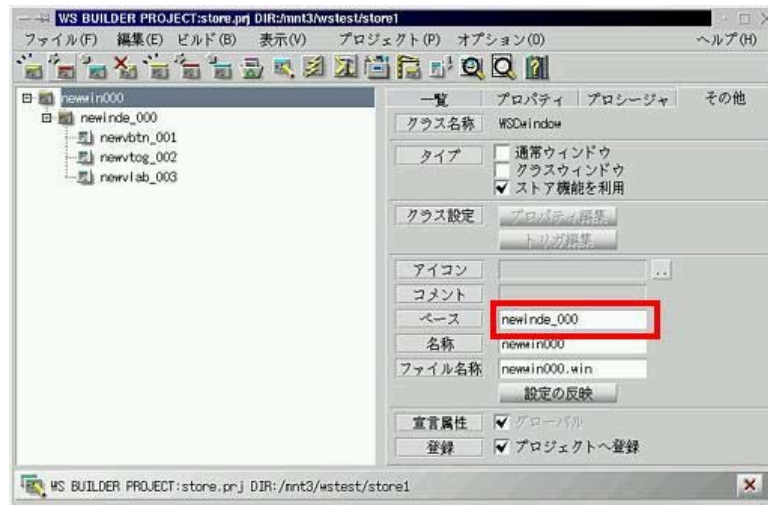 WS BUILDER PROJECT:store.prj DIR:/mnt3/wstest/store1
ファイル(F) 編集(E) ビルド(B) 表示(V) プロジェクト(P) オプション(O) ヘルプ(H)
newwin000
newinde_000
newvbtn_001
newvtog_002
newvlab_003
一覧 プロパティ プロシージャ その他
クラス名称 WSCwindow
タイプ 通常ウィンドウ
クラスウィンドウ
ストア機能を利用
クラス設定 プロパティ編集
トリガ編集
アイコン ..
コメント
ベース newinde_000
名称 newwin000
ファイル名称 newwin000.win
設定の反映
宣言属性 グローバル
登録 プロジェクトへ登録
WS BUILDER PROJECT:store.prj DIR:/mnt3/wstest/store1